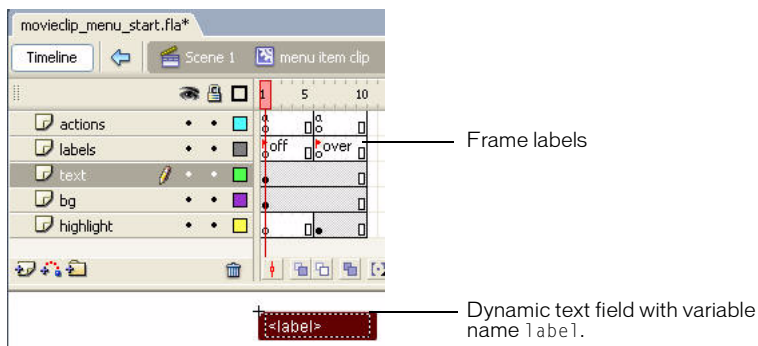 movieclip_menu_start.fla*
Timeline Scene 1 menu item clip
1 5 10
actions a a
labels off over
Frame labels
text
bg
highlight
Dynamic text field with variable
name label.
<label>